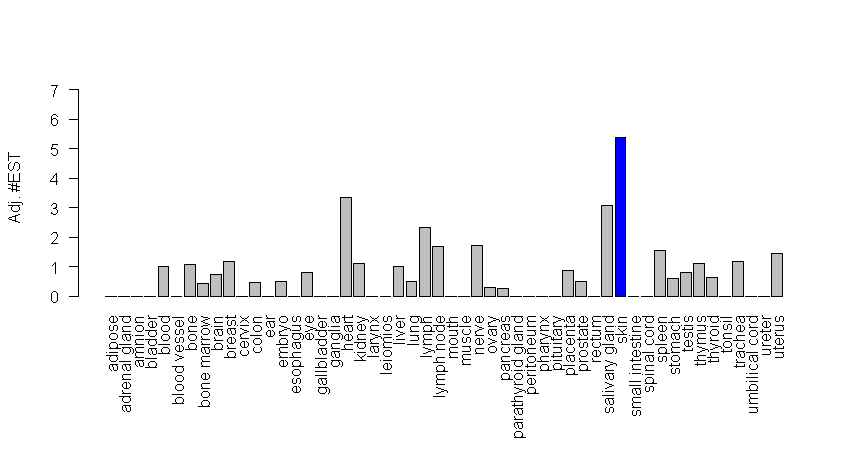 7
6
5
4
3
2
1
0
Adj. #EST
adipose
adrenal gland
amnion
bladder
blood
blood vessel
bone
bone marrow
brain
breast
cervix
colon
ear
embryo
esophagus
eye
gallbladder
ganglia
heart
kidney
larynx
leiomios
liver
lung
lymph
lymph node
mouth
muscle
nerve
ovary
pancreas
parathyroid gland
peritoneum
pharynx
pituitary
placenta
prostate
rectum
salivary gland
skin
small intestine
spinal cord
spleen
stomach
testis
thymus
thyroid
tonsil
trachea
umbilical cord
ureter
uterus